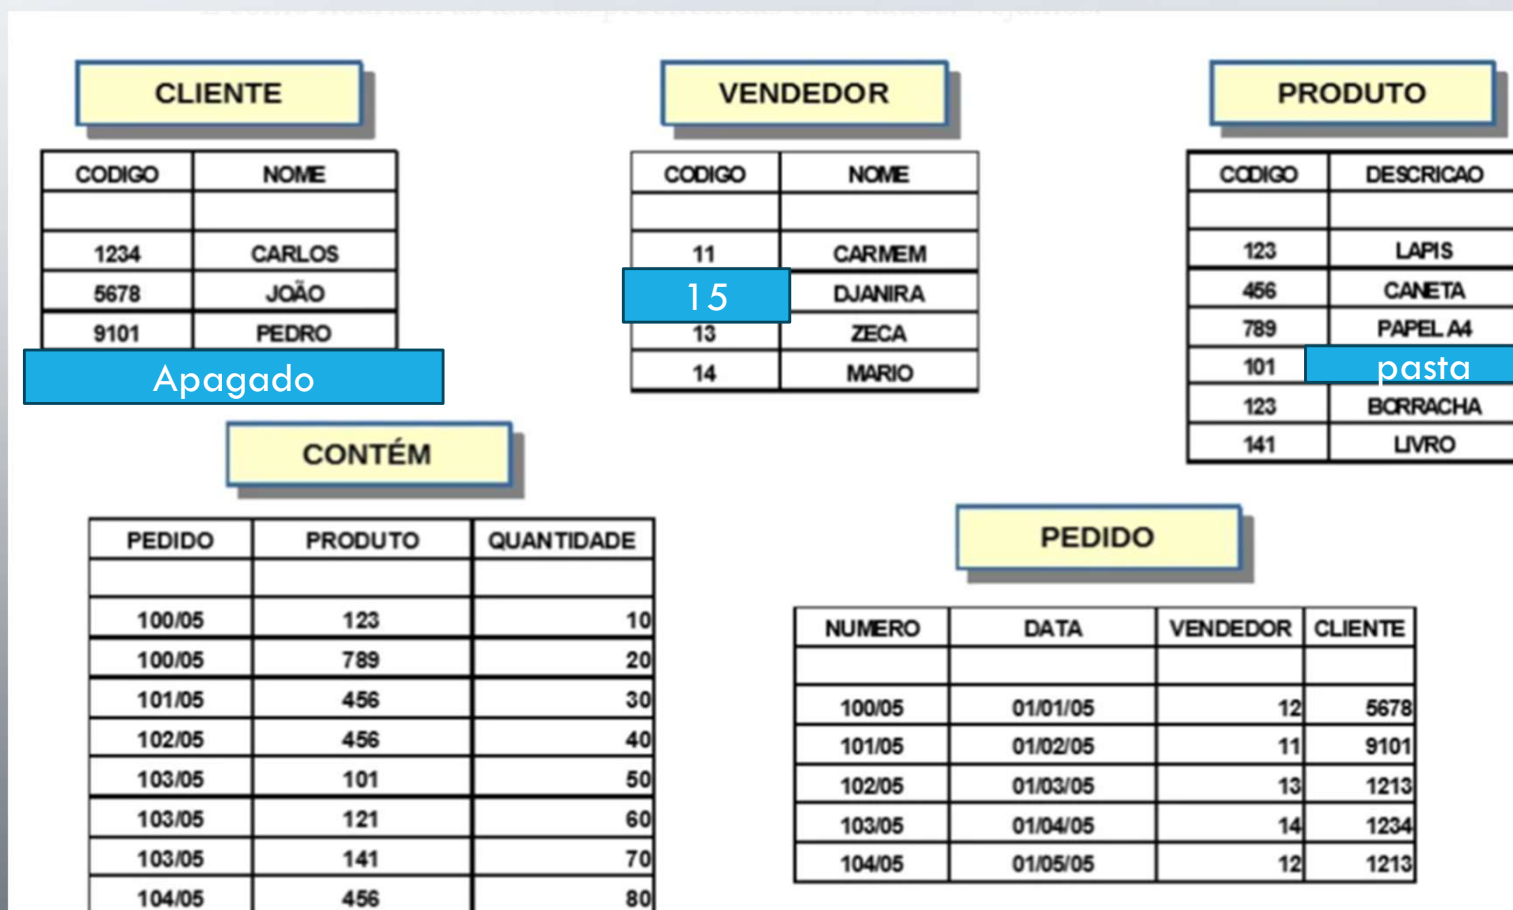 CLIENTE
CODIGO NOME
1234 CARLOS
5678 JOÃO
9101 PEDRO
Apagado
VENDEDOR
CODIGO NOME
11 CARMEM
15 DJANIRA
13 ZECA
14 MARIO
PRODUTO
CODIGO DESCRICAO
123 LAPIS
456 CANETA
789 PAPEL A4
101 pasta
123 BORRACHA
141 LIVRO
CONTÉM
PEDIDO PRODUTO QUANTIDADE
100/05 123 10
100/05 789 20
101/05 456 30
102/05 456 40
103/05 101 50
103/05 121 60
103/05 141 70
104/05 456 80
PEDIDO
NUMERO DATA VENDEDOR CLIENTE
100/05 01/01/05 12 5678
101/05 01/02/05 11 9101
102/05 01/03/05 13 1213
103/05 01/04/05 14 1234
104/05 01/05/05 12 1213